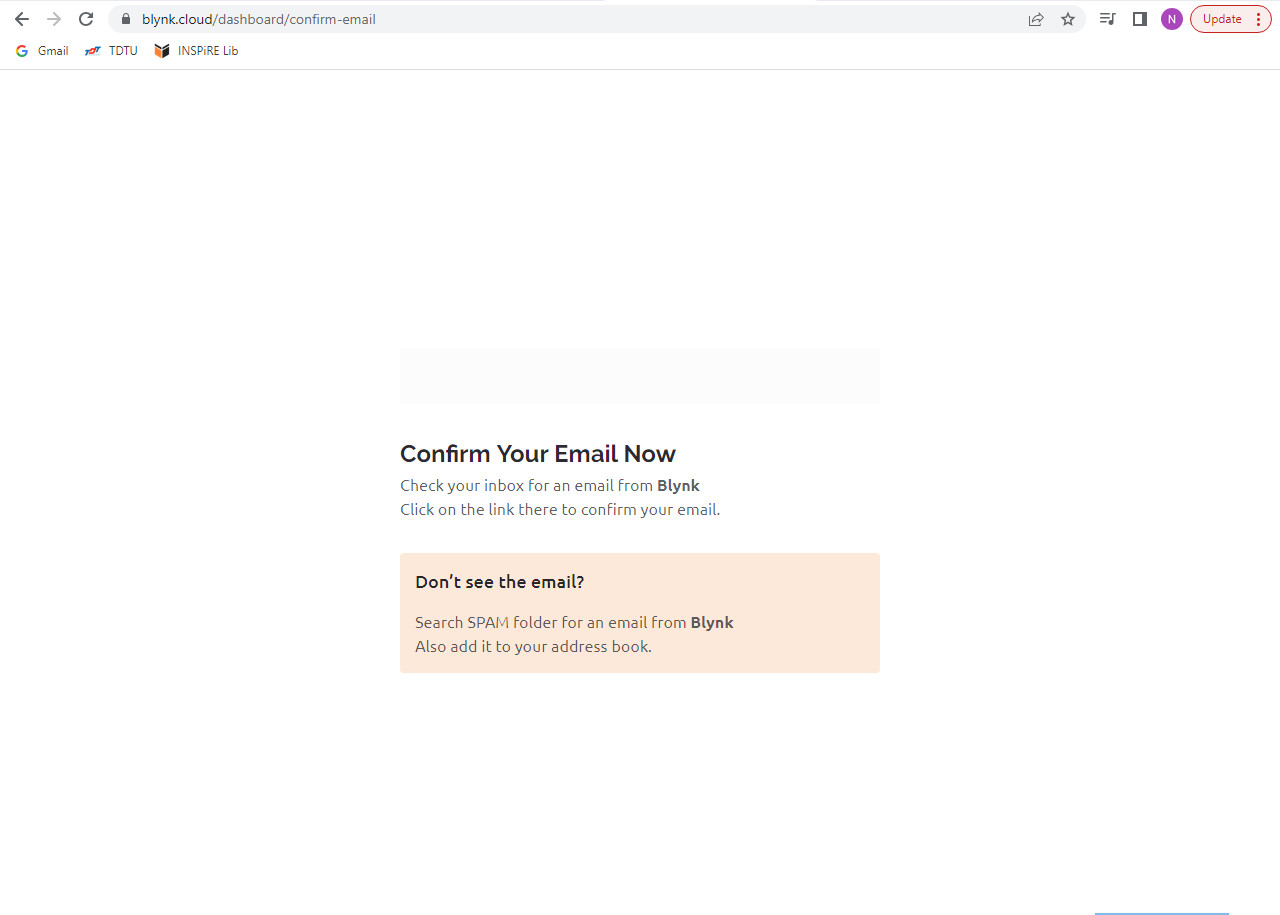 blynk.cloud/dashboard/confirm-email
N
Update
Gmail
TDT TDTU
INSPiRE Lib
Confirm Your Email Now
Check your inbox for an email from Blynk
Click on the link there to confirm your email.
Don’t see the email?
Search SPAM folder for an email from Blynk
Also add it to your address book.